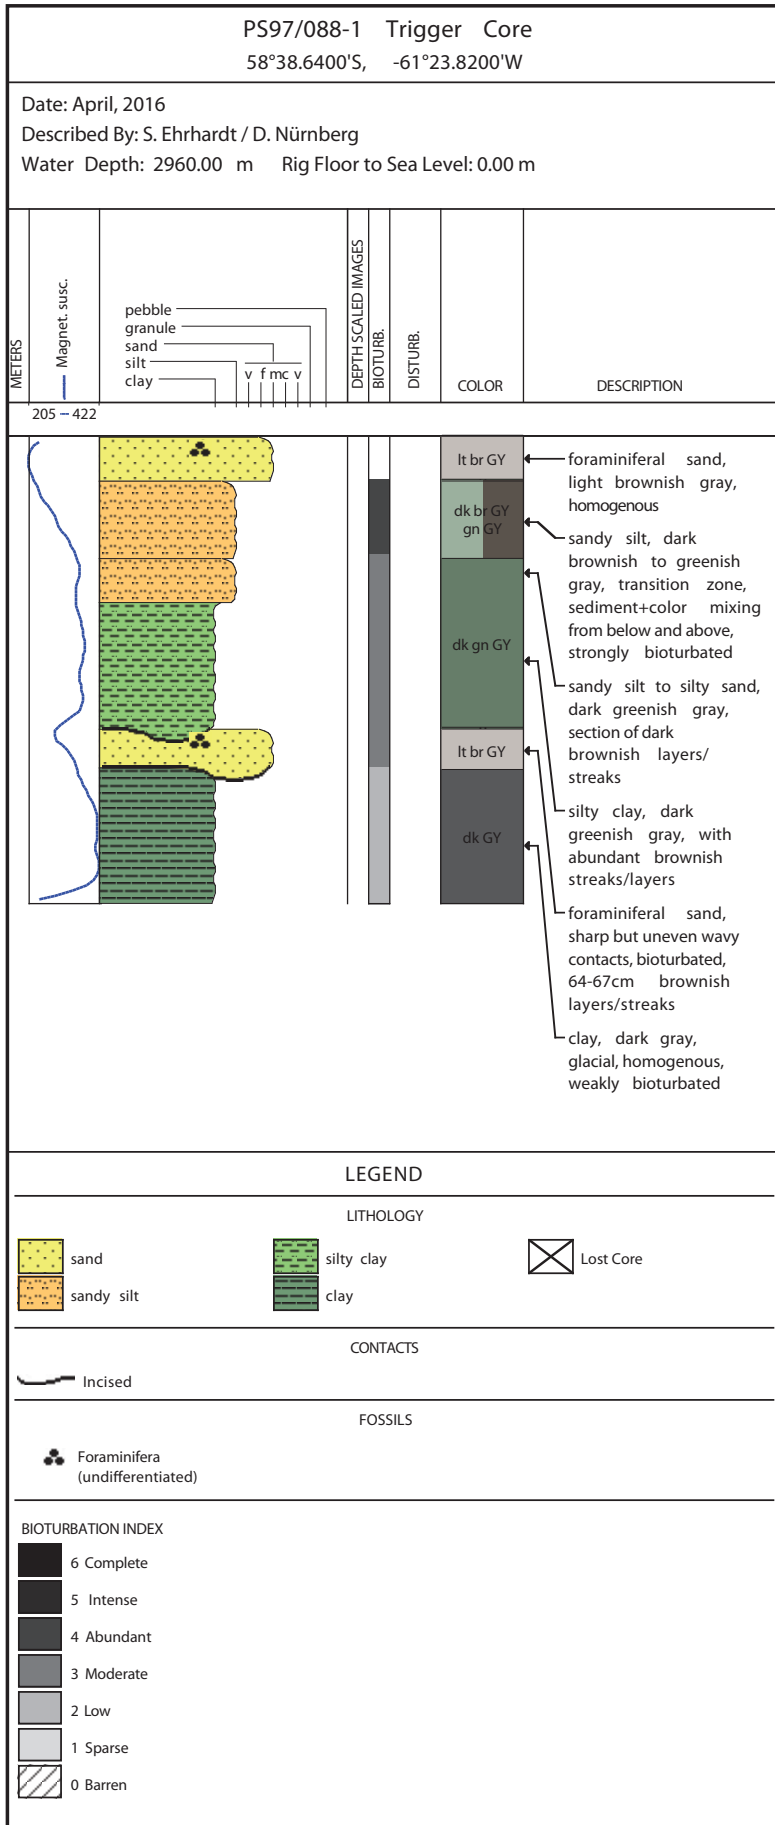 PS97/088-1 Trigger Core
58°38.6400'S, -61°23.8200'W
Date: April, 2016
Described By: S. Ehrhardt / D. Nürnberg
Water Depth: 2960.00 m Rig Floor to Sea Level: 0.00 m
METERS
Magnet. susc.
pebble
granule
sand
silt
clay
v f mc v
DEPTH SCALED IMAGES
BIOTURB.
DISTURB.
COLOR
DESCRIPTION
205 422
lt br GY
dk br GY
gn GY
dk gn GY
lt br GY
dk GY
foraminiferal sand,
light brownish gray,
homogenous
sandy silt, dark
brownish to greenish
gray, transition zone,
sediment+color mixing
from below and above,
strongly bioturbated
sandy silt to silty sand,
dark greenish gray,
section of dark
brownish layers/
streaks
silty clay, dark
greenish gray, with
abundant brownish
streaks/layers
foraminiferal sand,
sharp but uneven wavy
contacts, bioturbated,
64-67cm brownish
layers/streaks
clay, dark gray,
glacial, homogenous,
weakly bioturbated
LEGEND
LITHOLOGY
sand
silty clay
Lost Core
sandy silt
clay
CONTACTS
Incised
FOSSILS
Foraminifera
(undifferentiated)
BIOTURBATION INDEX
6 Complete
5 Intense
4 Abundant
3 Moderate
2 Low
1 Sparse
0 Barren